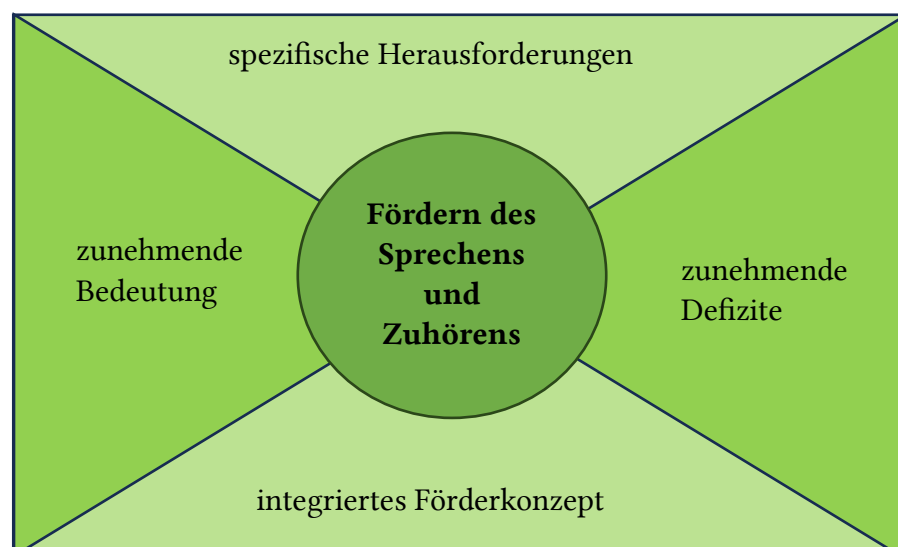 spezifische Herausforderungen
zunehmende
Bedeutung
Fördern des
Sprechens
und
Zuhörens
zunehmende
Defizite
integriertes Förderkonzept